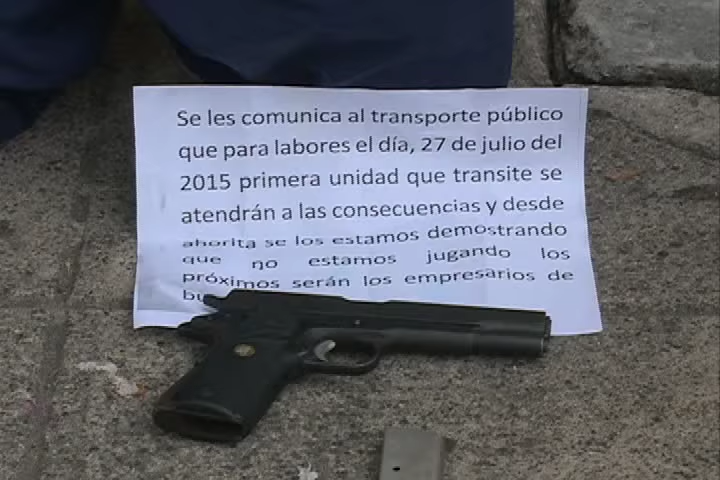 Se les comunica al transporte público
que para labores el día, 27 de julio del
2015 primera unidad que transite se
atendrán a las consecuencias y desde
ahorita se los estamos demostrando
que no estamos jugando los
próximos serán los empresarios de